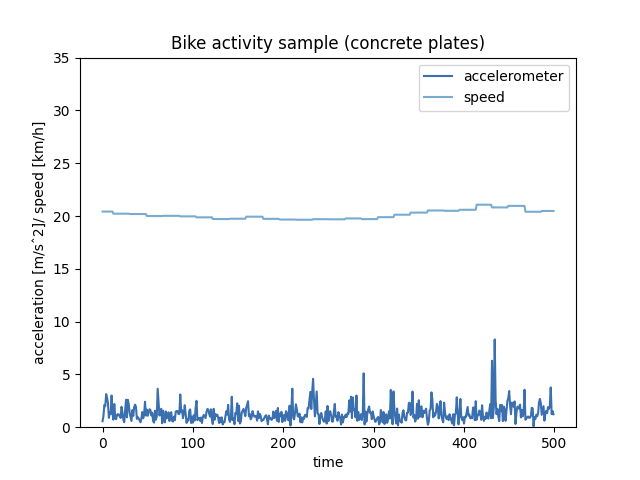 Bike activity sample (concrete plates)
accelerometer
speed
acceleration [m/s^2]/ speed [km/h]
35
30
25
20
15
10
5
0
0 100 200 300 400 500
time